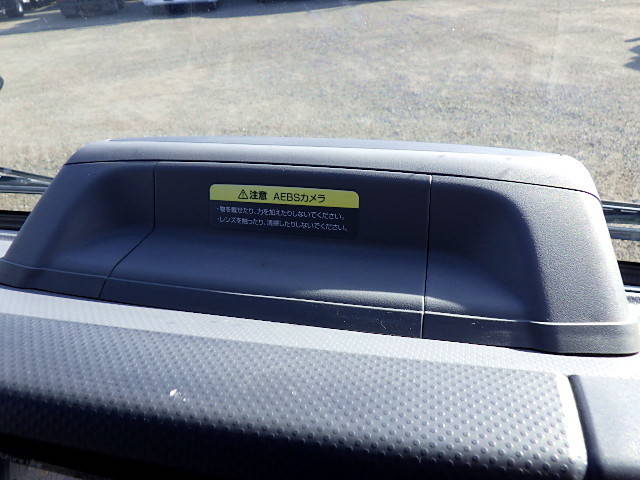 ⚠注意 AEBSカメラ
・物を載せたり、力を加えたりしないでください。
・レンズを触ったり、清掃したりしないでください。